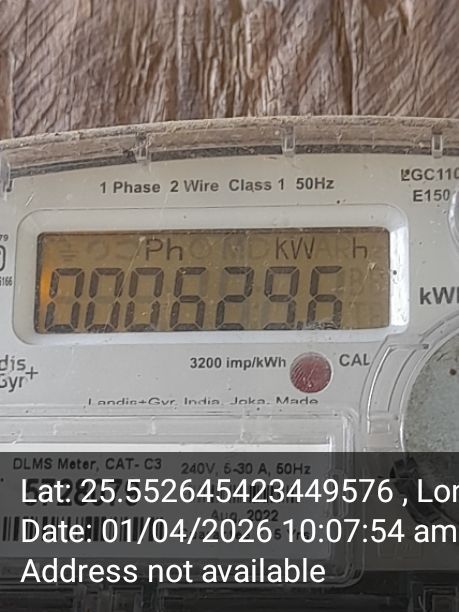 1 Phase 2 Wire Class 1 50Hz
E150
Ph KW h
0006296
kWh
3200 imp/kWh CAL
Landis+Gyr, India, Joka, Made
DLMS Meter, CAT- C3 240V, 5-30 A, 50Hz
Aug, 2022
Lat: 25.552645423449576 , Lon
Date: 01/04/2026 10:07:54 am
Address not available